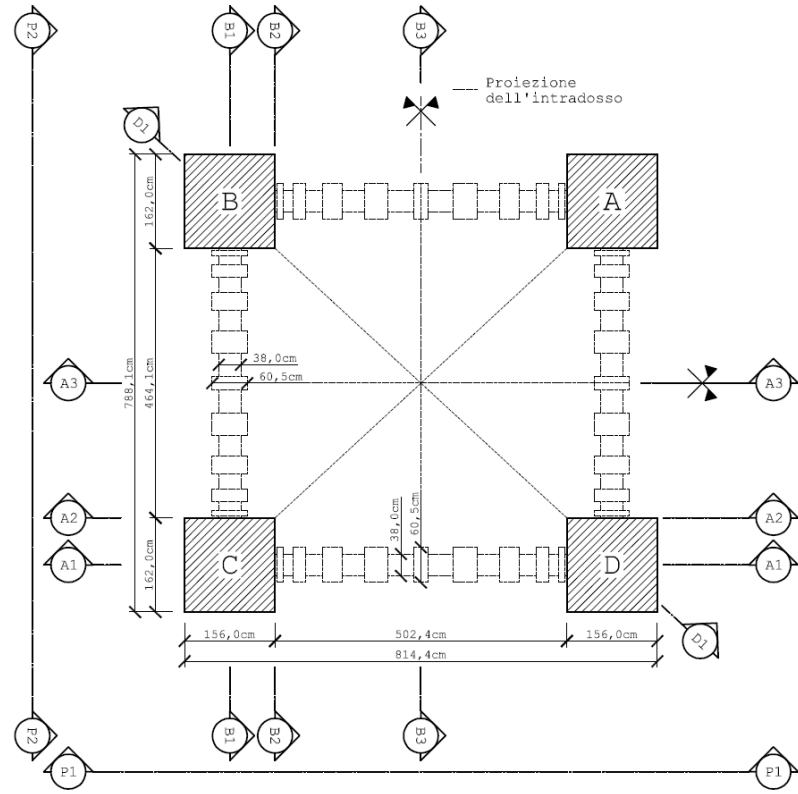 P2
B1
B2
B3
Proiezione
dell'intradosso
D1
B
A
162,0cm
788,1cm
464,1cm
38,0cm
60,5cm
A3
A3
38,0cm
60,5cm
A2
A2
A1
A1
C
D
162,0cm
D1
156,0cm
502,4cm
156,0cm
814,4cm
P2
B1
B2
B3
P1
P1